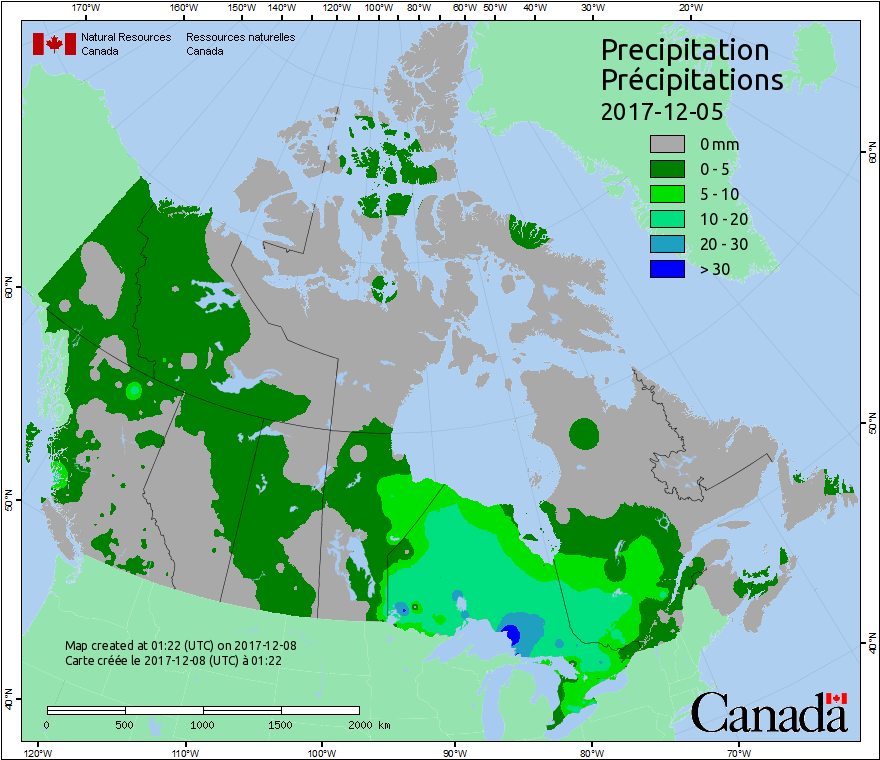 170°W 160°W 150°W 140°W 130°W 120°W 110°W 100°W 90°W 80°W 60°W 50°W 40°W 30°W 20°W
Natural Resources Ressources naturelles
Canada Canada
Precipitation
Précipitations
2017-12-05
0 mm
0 - 5
5 - 10
10 - 20
20 - 30
> 30
60°N
60°N
50°N
50°N
40°N
40°N
Map created at 01:22 (UTC) on 2017-12-08
Carte créée le 2017-12-08 (UTC) à 01:22
0 500 1000 1500 2000 km
Canada
120°W 110°W 100°W 90°W 80°W 70°W